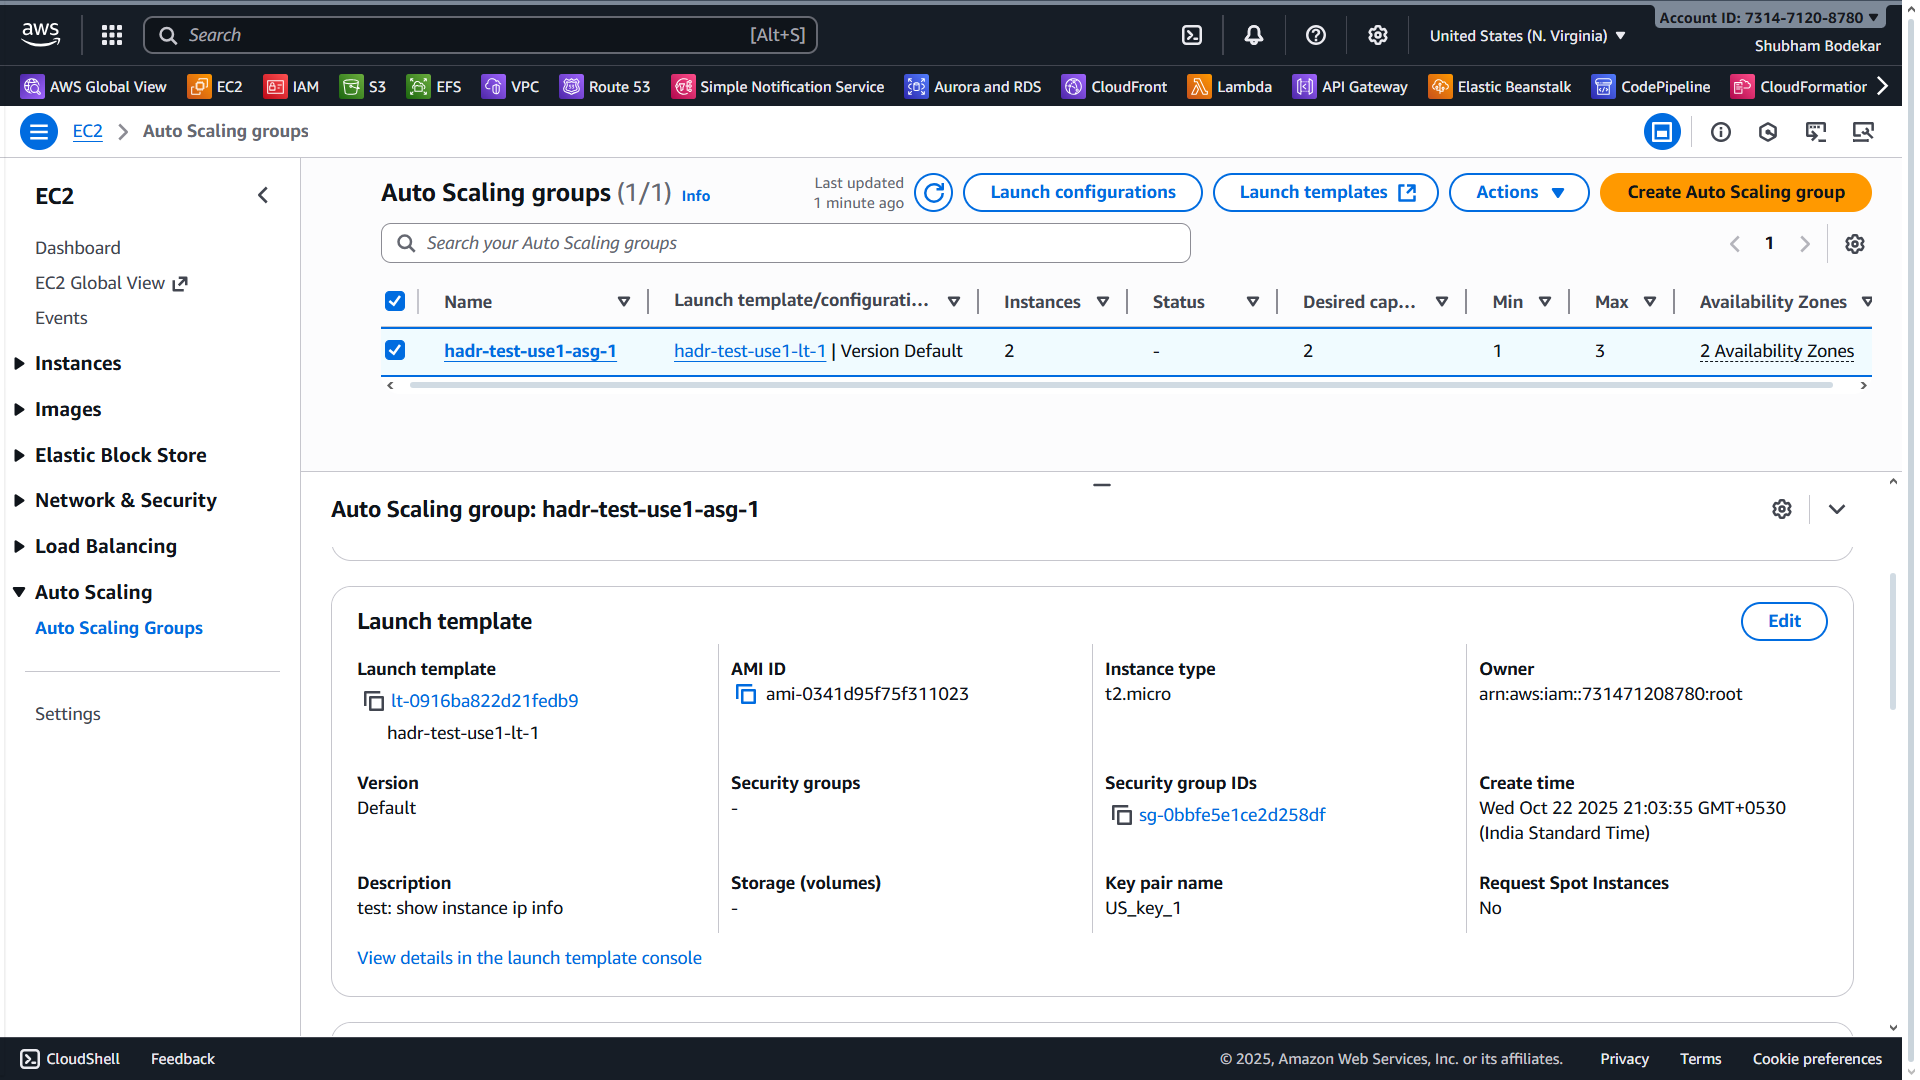 aws
Search [Alt+S]
United States (N. Virginia)
Account ID: 7314-7120-8780
Shubham Bodekar
AWS Global View EC2 IAM S3 EFS VPC Route 53 Simple Notification Service Aurora and RDS CloudFront Lambda API Gateway Elastic Beanstalk CodePipeline CloudFormation
EC2 Auto Scaling groups
EC2
Dashboard
EC2 Global View
Events
Instances
Images
Elastic Block Store
Network & Security
Load Balancing
Auto Scaling
Auto Scaling Groups
Settings
Auto Scaling groups (1/1) Info
Last updated
1 minute ago
Launch configurations
Launch templates
Actions
Create Auto Scaling group
Search your Auto Scaling groups
1
Name Launch template/configurati... Instances Status Desired cap... Min Max Availability Zones
hadr-test-use1-asg-1 hadr-test-use1-lt-1 | Version Default 2 - 2 1 3 2 Availability Zones
Auto Scaling group: hadr-test-use1-asg-1
Launch template
Edit
Launch template
lt-0916ba822d21fedb9
hadr-test-use1-lt-1
AMI ID
ami-0341d95f75f311023
Instance type
t2.micro
Owner
arn:aws:iam::731471208780:root
Version
Default
Security groups
-
Security group IDs
sg-0bbfe5e1ce2d258df
Create time
Wed Oct 22 2025 21:03:35 GMT+0530
(India Standard Time)
Description
test: show instance ip info
Storage (volumes)
-
Key pair name
US_key_1
Request Spot Instances
No
View details in the launch template console
CloudShell Feedback
© 2025, Amazon Web Services, Inc. or its affiliates. Privacy Terms Cookie preferences